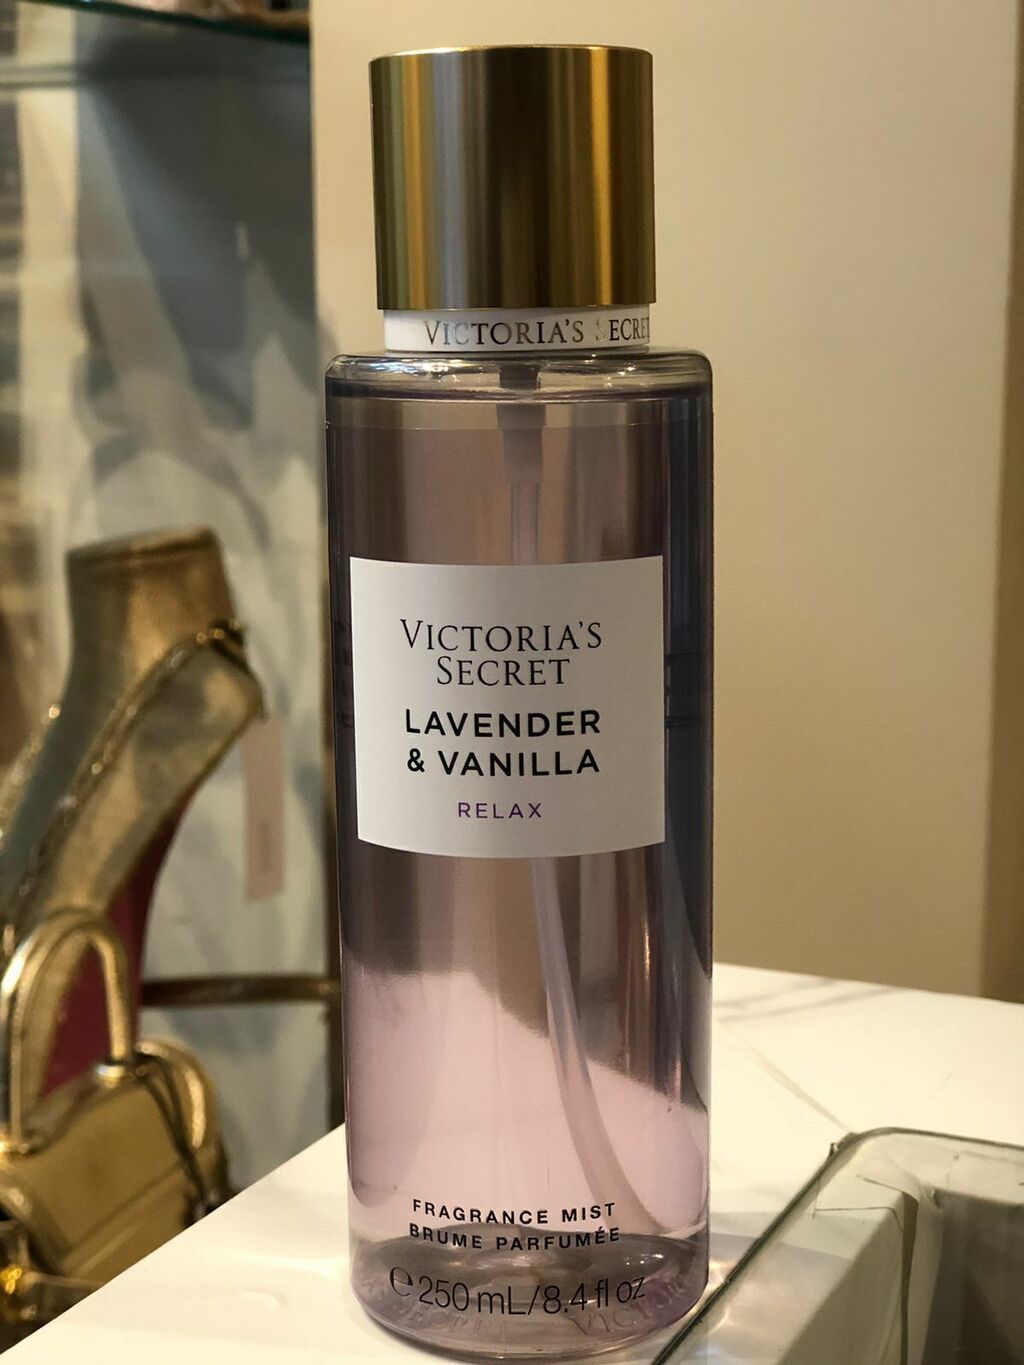 VICTORIA'S SECRET
VICTORIA'S
SECRET
LAVENDER
& VANILLA
RELAX
FRAGRANCE MIST
BRUME PARFUMÉE
℮ 250 mL/8.4 fl oz